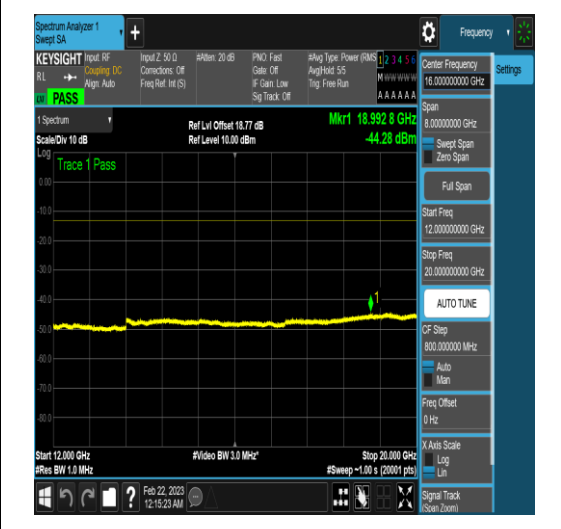 Spectrum Analyzer 1
Swept SA
+
Frequency
KEYSIGHT
RL
PASS
Input: RF
Coupling: DC
Align: Auto
Input Z: 50 Ω
Corrections: Off
Freq Ref: Int (S)
#Atten: 20 dB
PNO: Fast
Gate: Off
IF Gain: Low
Sig Track: Off
#Avg Type: Power (RMS
Avg|Hold: 5/5
Trig: Free Run
1 2 3 4 5 6
M W W W W W
A A A A A A
1 Spectrum
Scale/Div 10 dB
Ref Lvl Offset 18.77 dB
Ref Level 10.00 dBm
Mkr1 18.992 8 GHz
-44.28 dBm
Log
Trace 1 Pass
0.00
-10.0
-20.0
-30.0
-40.0
-50.0
-60.0
-70.0
-80.0
1
Start 12.000 GHz
#Res BW 1.0 MHz
#Video BW 3.0 MHz*
Stop 20.000 GHz
#Sweep ~1.00 s (20001 pts)
?
Feb 22, 2023
12:15:23 AM
Center Frequency
16.000000000 GHz
Settings
Span
8.00000000 GHz
Swept Span
Zero Span
Full Span
Start Freq
12.000000000 GHz
Stop Freq
20.000000000 GHz
AUTO TUNE
CF Step
800.000000 MHz
Auto
Man
Freq Offset
0 Hz
X Axis Scale
Log
Lin
Signal Track
(Span Zoom)